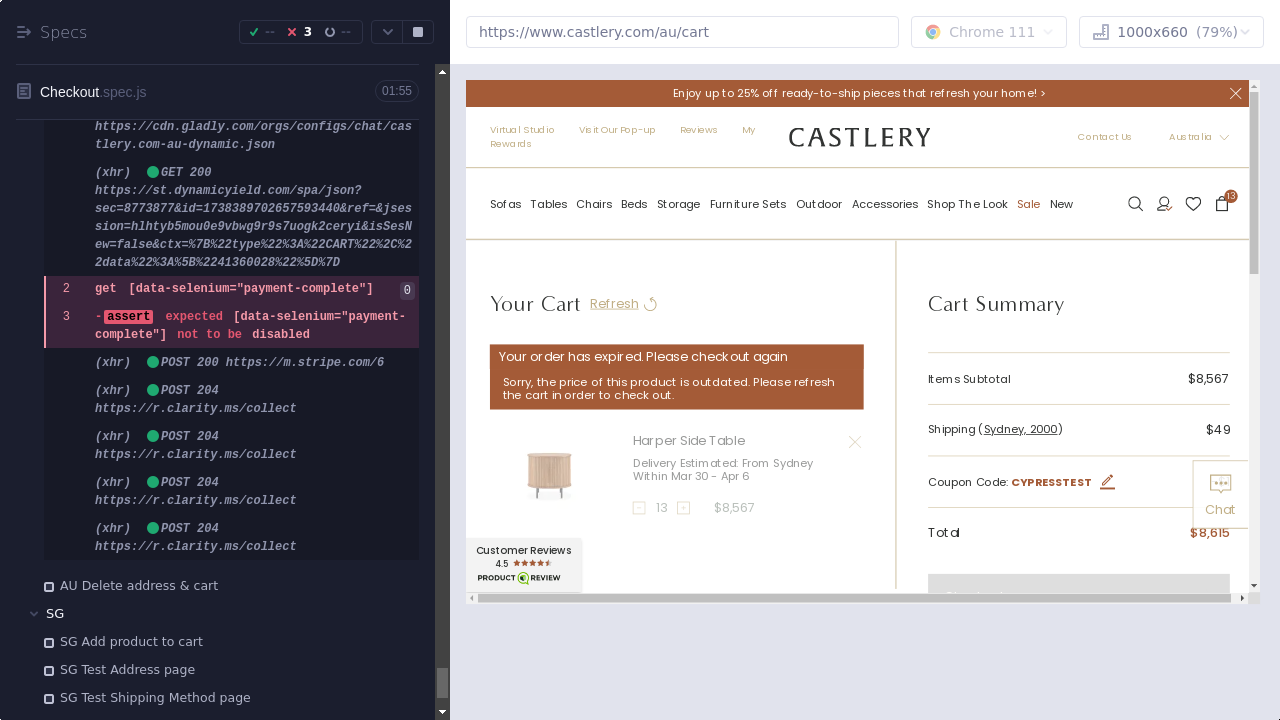 Specs
--
3
--
https://www.castlery.com/au/cart
Chrome 111
1000x660 (79%)
Checkout.spec.js
01:55
https://cdn.gladly.com/orgs/configs/chat/cas
tlery.com-au-dynamic.json
(xhr) GET 200
https://st.dynamicyield.com/spa/json?
sec=8773877&id=1738389702657593440&ref=&jses
sion=hlhtyb5mou0e9vbwg9r9s7uogk2ceryi&isSesN
ew=false&ctx=%7B%22type%22%3A%22CART%22%2C%2
2data%22%3A%5B%2241360028%22%5D%7D
2 get [data-selenium="payment-complete"] 0
3 -assert expected [data-selenium="payment-
complete"] not to be disabled
(xhr) POST 200 https://m.stripe.com/6
(xhr) POST 204
https://r.clarity.ms/collect
(xhr) POST 204
https://r.clarity.ms/collect
(xhr) POST 204
https://r.clarity.ms/collect
(xhr) POST 204
https://r.clarity.ms/collect
AU Delete address & cart
SG
SG Add product to cart
SG Test Address page
SG Test Shipping Method page
Enjoy up to 25% off ready-to-ship pieces that refresh your home! >
Virtual Studio Visit Our Pop-up Reviews My
Rewards
CASTLERY
Contact Us Australia
Sofas Tables Chairs Beds Storage Furniture Sets Outdoor Accessories Shop The Look Sale New
13
Your Cart Refresh
Your order has expired. Please checkout again
Sorry, the price of this product is outdated. Please refresh
the cart in order to check out.
Harper Side Table
Delivery Estimated: From Sydney
Within Mar 30 - Apr 6
13 $8,567
Customer Reviews
4.5
PRODUCT REVIEW
Cart Summary
Items Subtotal $8,567
Shipping (Sydney, 2000) $49
Coupon Code: CYPRESSTEST
Total $8,615
Chat